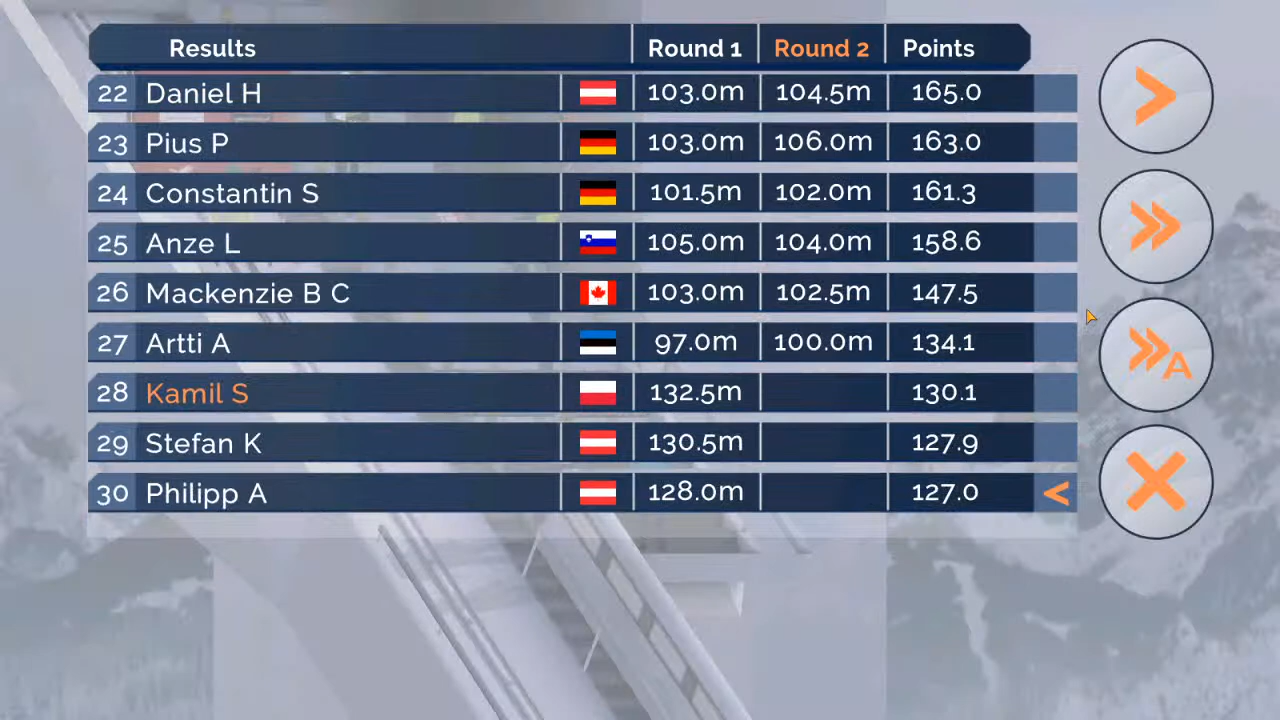 Results Round 1 Round 2 Points
22 Daniel H 103.0m 104.5m 165.0
23 Pius P 103.0m 106.0m 163.0
24 Constantin S 101.5m 102.0m 161.3
25 Anze L 105.0m 104.0m 158.6
26 Mackenzie B C 103.0m 102.5m 147.5
27 Artti A 97.0m 100.0m 134.1
28 Kamil S 132.5m 130.1
29 Stefan K 130.5m 127.9
30 Philipp A 128.0m 127.0 <
A